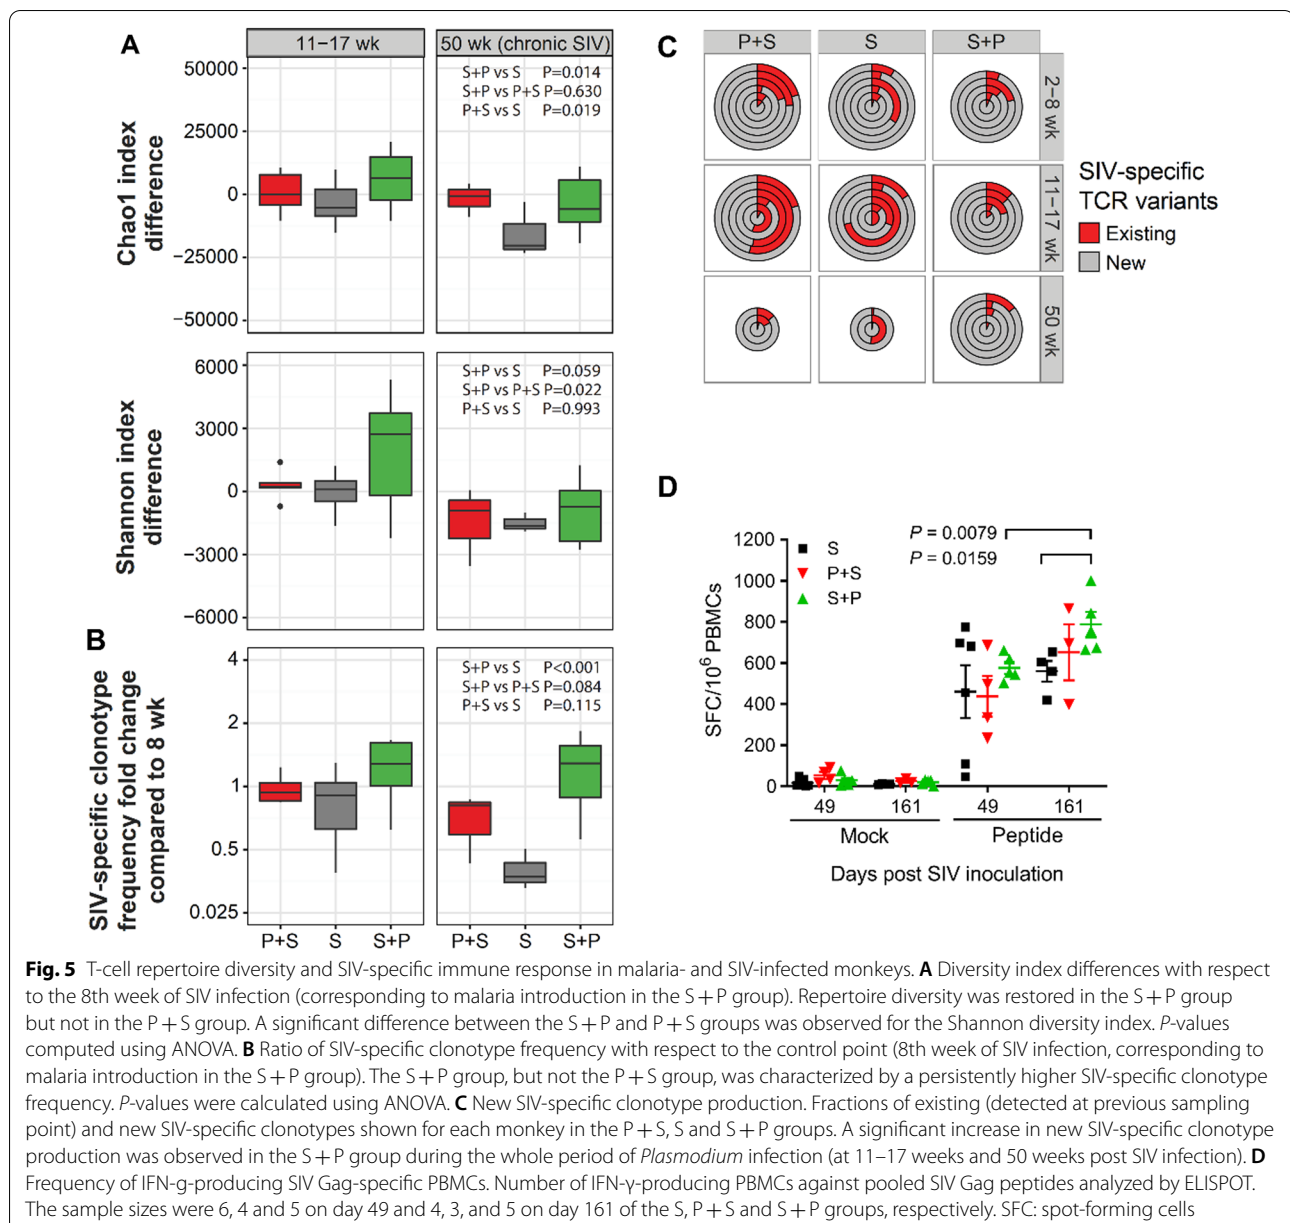 A
11–17 wk
50 wk (chronic SIV)
Chao1 index
difference
50000
25000
0
−25000
−50000
S+P vs S P=0.014
S+P vs P+S P=0.630
P+S vs S P=0.019
Shannon index
difference
6000
3000
0
−3000
−6000
S+P vs S P=0.059
S+P vs P+S P=0.022
P+S vs S P=0.993
B
SIV-specific clonotype
frequency fold change
compared to 8 wk
4
2
1
0.5
0.025
S+P vs S P<0.001
S+P vs P+S P=0.084
P+S vs S P=0.115
P+S S S+P
P+S S S+P
C
P+S S S+P
2−8 wk
11−17 wk
50 wk
SIV-specific
TCR variants
Existing
New
D
SFC/10⁶ PBMCs
1200
1000
800
600
400
200
0
S
P+S
S+P
P = 0.0079
P = 0.0159
49 161 49 161
Mock Peptide
Days post SIV inoculation
Fig. 5 T-cell repertoire diversity and SIV-specific immune response in malaria- and SIV-infected monkeys. A Diversity index differences with respect
to the 8th week of SIV infection (corresponding to malaria introduction in the S + P group). Repertoire diversity was restored in the S + P group
but not in the P + S group. A significant difference between the S + P and P + S groups was observed for the Shannon diversity index. P-values
computed using ANOVA. B Ratio of SIV-specific clonotype frequency with respect to the control point (8th week of SIV infection, corresponding to
malaria introduction in the S + P group). The S + P group, but not the P + S group, was characterized by a persistently higher SIV-specific clonotype
frequency. P-values were calculated using ANOVA. C New SIV-specific clonotype production. Fractions of existing (detected at previous sampling
point) and new SIV-specific clonotypes shown for each monkey in the P + S, S and S + P groups. A significant increase in new SIV-specific clonotype
production was observed in the S + P group during the whole period of Plasmodium infection (at 11–17 weeks and 50 weeks post SIV infection). D
Frequency of IFN-g-producing SIV Gag-specific PBMCs. Number of IFN-γ-producing PBMCs against pooled SIV Gag peptides analyzed by ELISPOT.
The sample sizes were 6, 4 and 5 on day 49 and 4, 3, and 5 on day 161 of the S, P + S and S + P groups, respectively. SFC: spot-forming cells